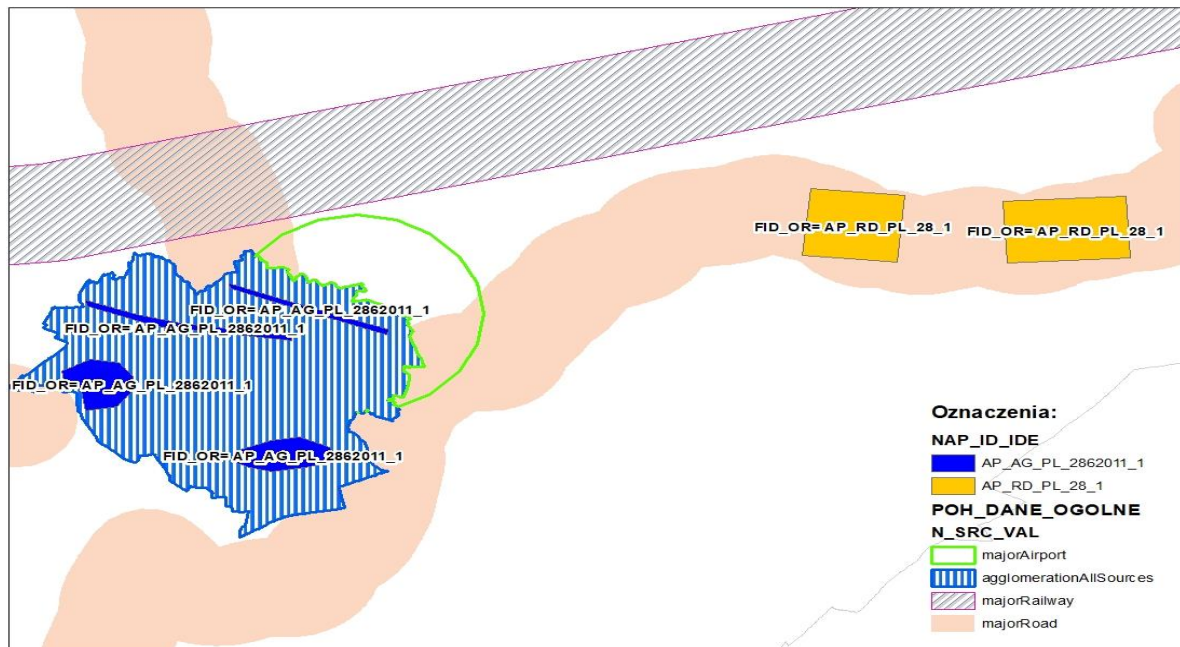 FID_OR= AP_RD_PL_28_1
FID_OR= AP_RD_PL_28_1
FID_OR= AP_AG_PL_2862011_1
FID_OR= AP_AG_PL_2862011_1
FID_OR= AP_AG_PL_2862011_1
FID_OR= AP_AG_PL_2862011_1
Oznaczenia:
NAP_ID_IDE
AP_AG_PL_2862011_1
AP_RD_PL_28_1
POH_DANE_OGOLNE
N_SRC_VAL
majorAirport
agglomerationAllSources
majorRailway
majorRoad